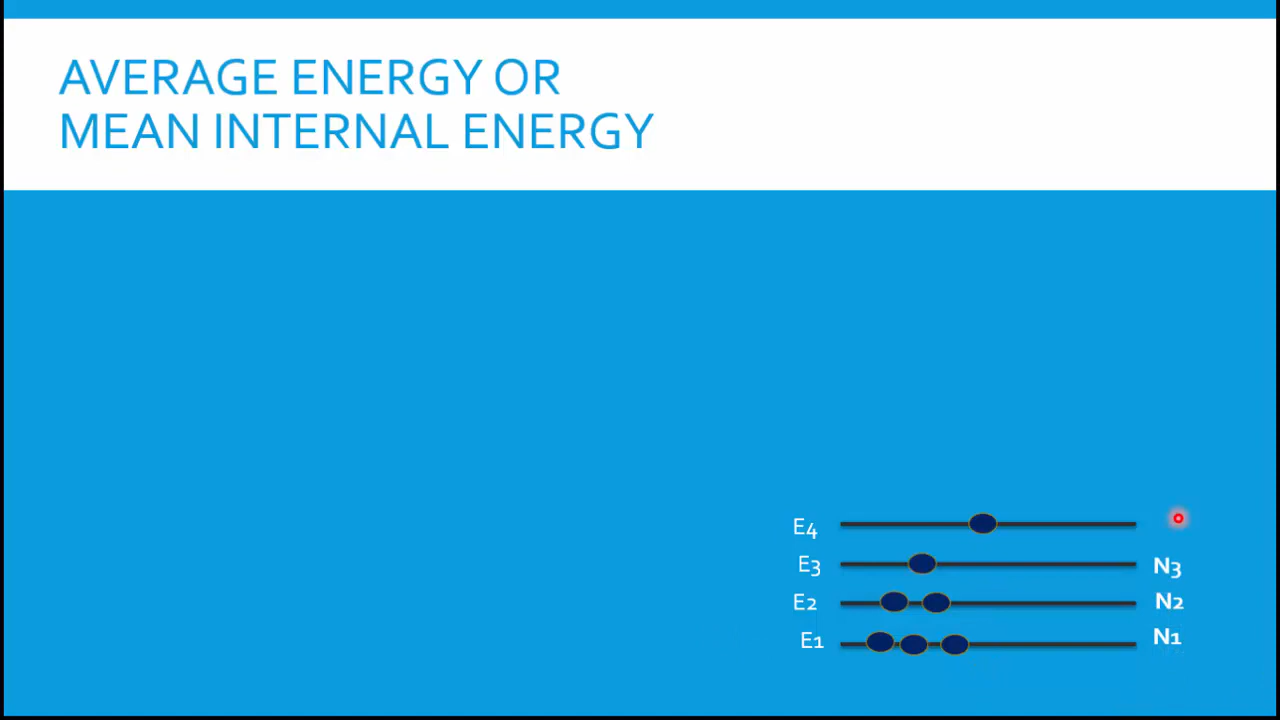 AVERAGE ENERGY OR
MEAN INTERNAL ENERGY
E4
E3 N3
E2 N2
E1 N1